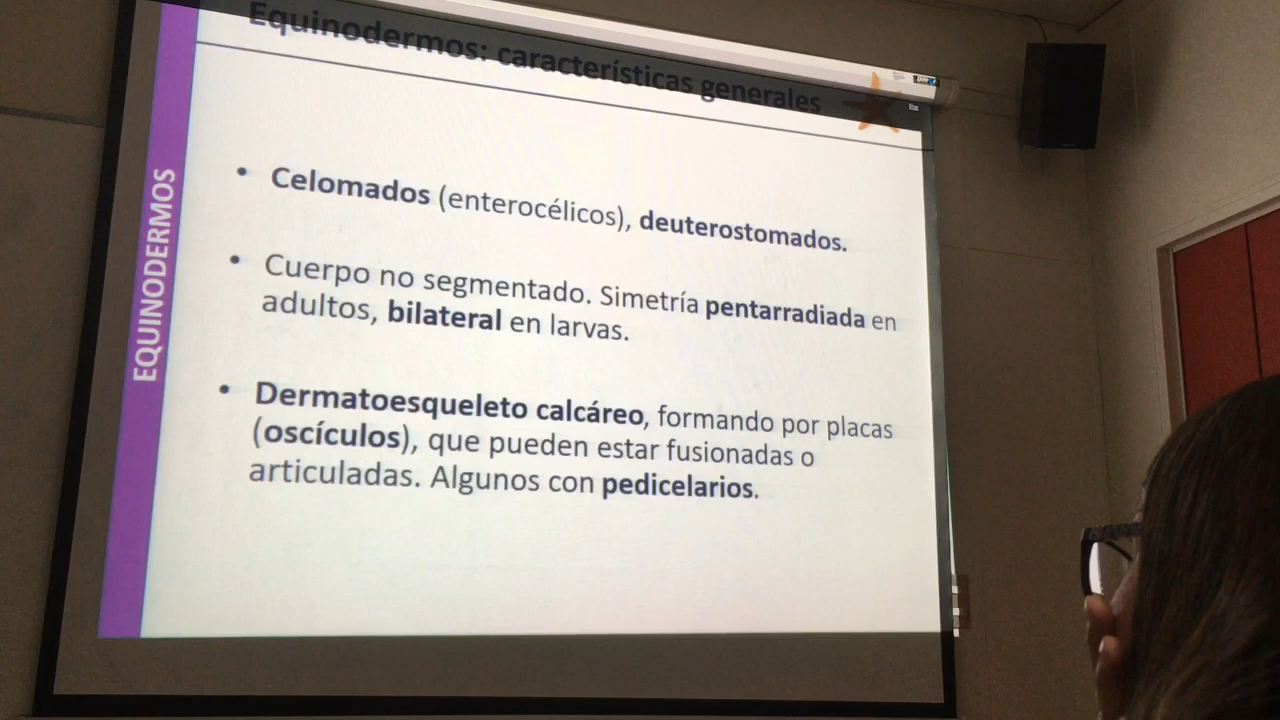 Equinodermos: características generales
EQUINODERMOS
• Celomados (enterocélicos), deuterostomados.
• Cuerpo no segmentado. Simetría pentarradiada en
adultos, bilateral en larvas.
• Dermatoesqueleto calcáreo, formando por placas
(oscículos), que pueden estar fusionadas o
articuladas. Algunos con pedicelarios.